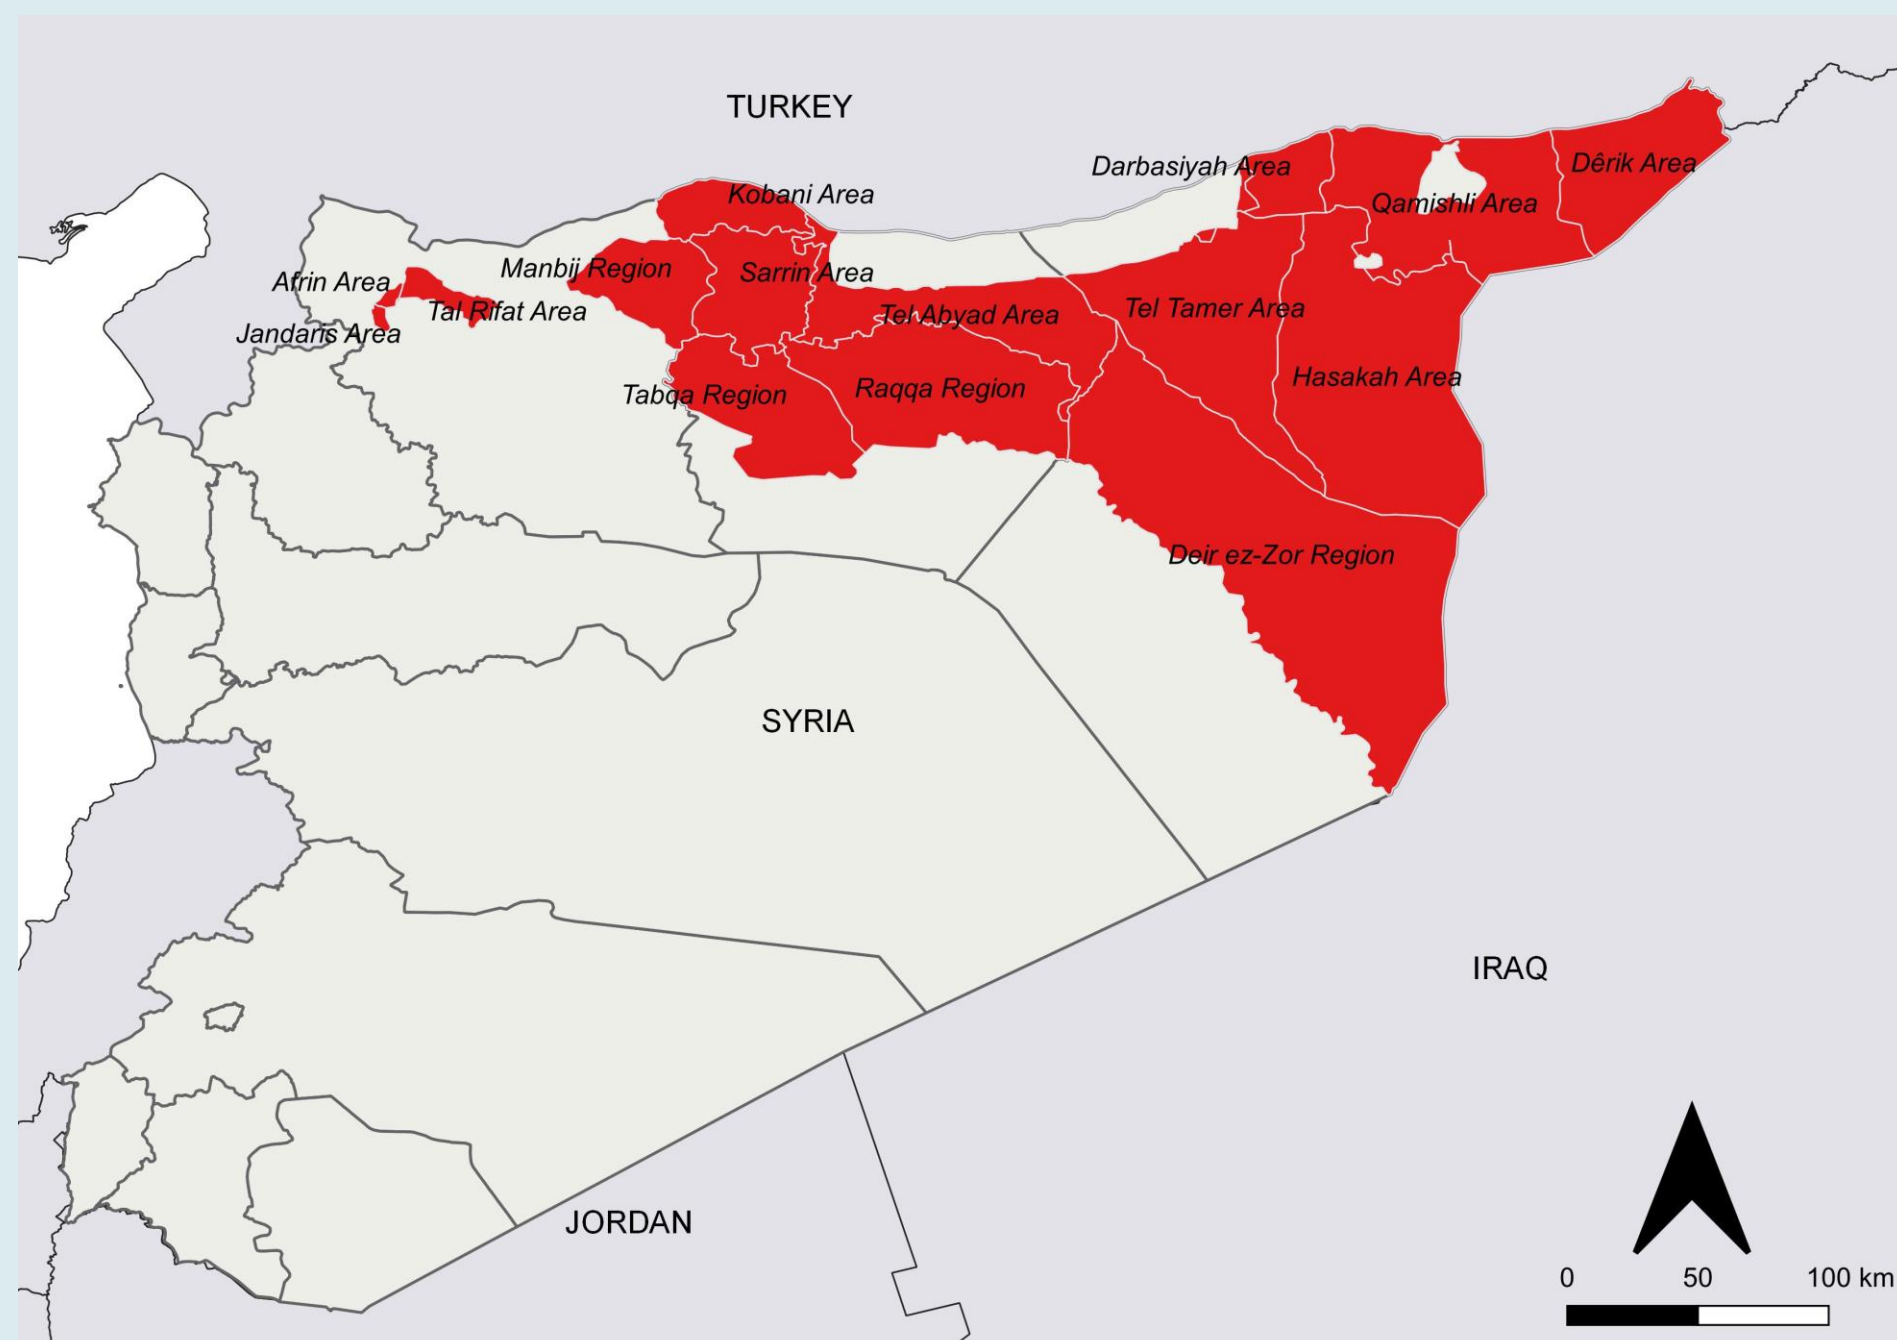 TURKEY
Dêrik Area
Darbasiyah Area
Kobani Area
Qamishli Area
Manbij Region
Sarrin Area
Afrin Area
Tal Rifat Area
Tel Abyad Area
Tel Tamer Area
Jandaris Area
Hasakah Area
Raqqa Region
Tabqa Region
Deir ez-Zor Region
SYRIA
IRAQ
JORDAN
0 50 100 km